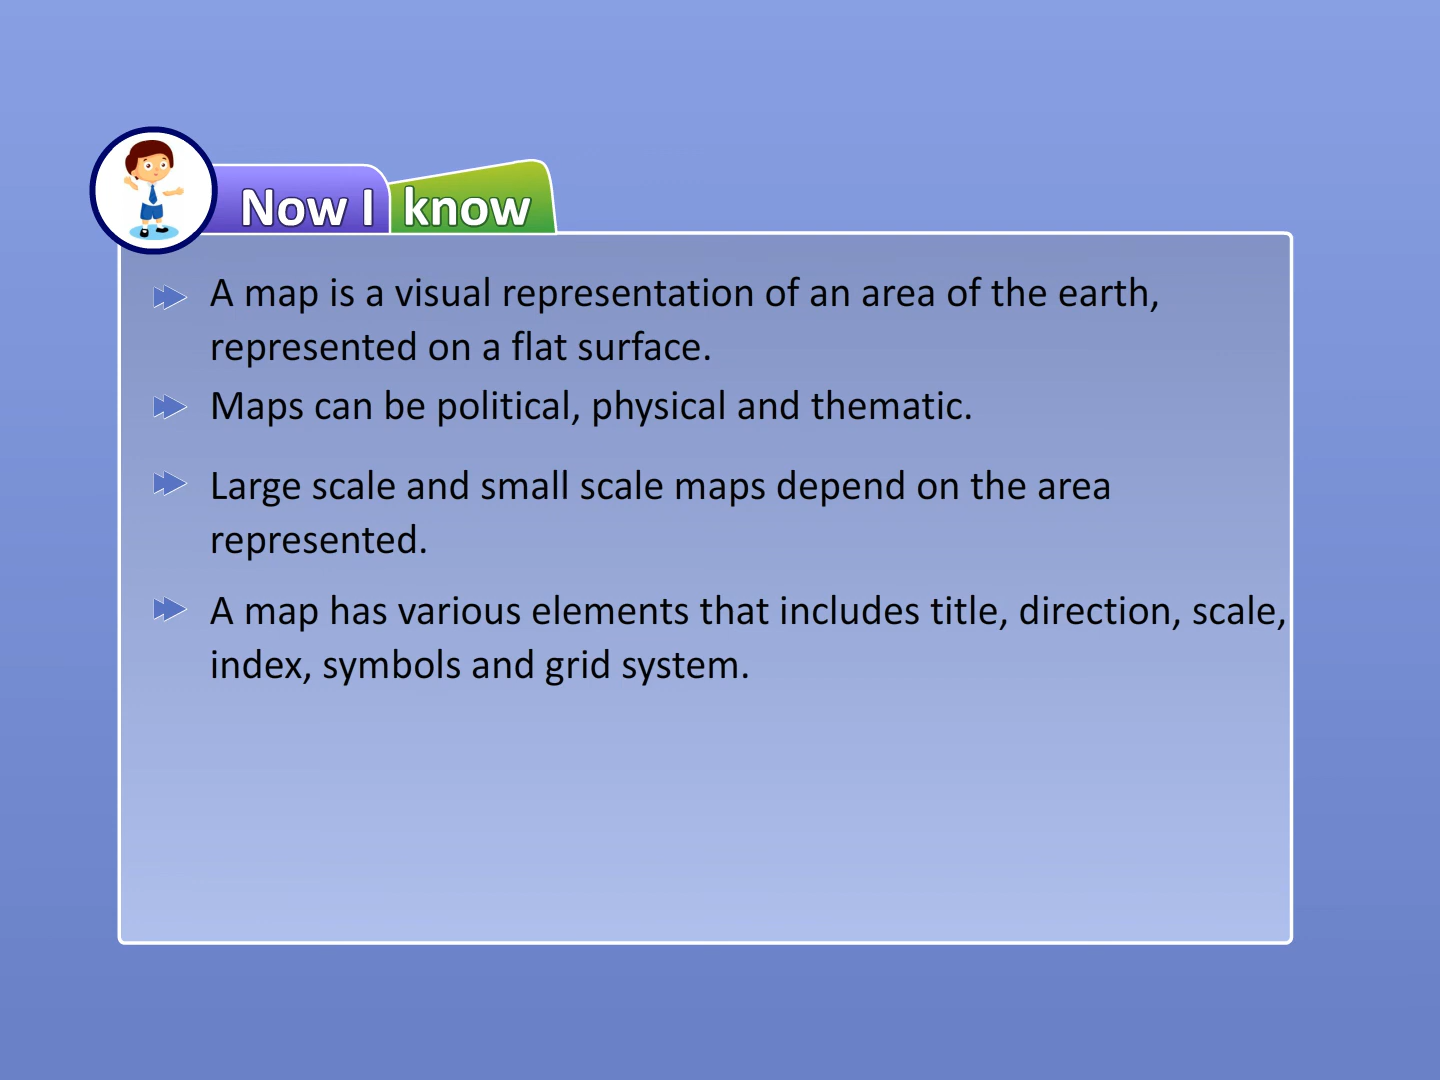 Now I know
A map is a visual representation of an area of the earth,
represented on a flat surface.
Maps can be political, physical and thematic.
Large scale and small scale maps depend on the area
represented.
A map has various elements that includes title, direction, scale,
index, symbols and grid system.